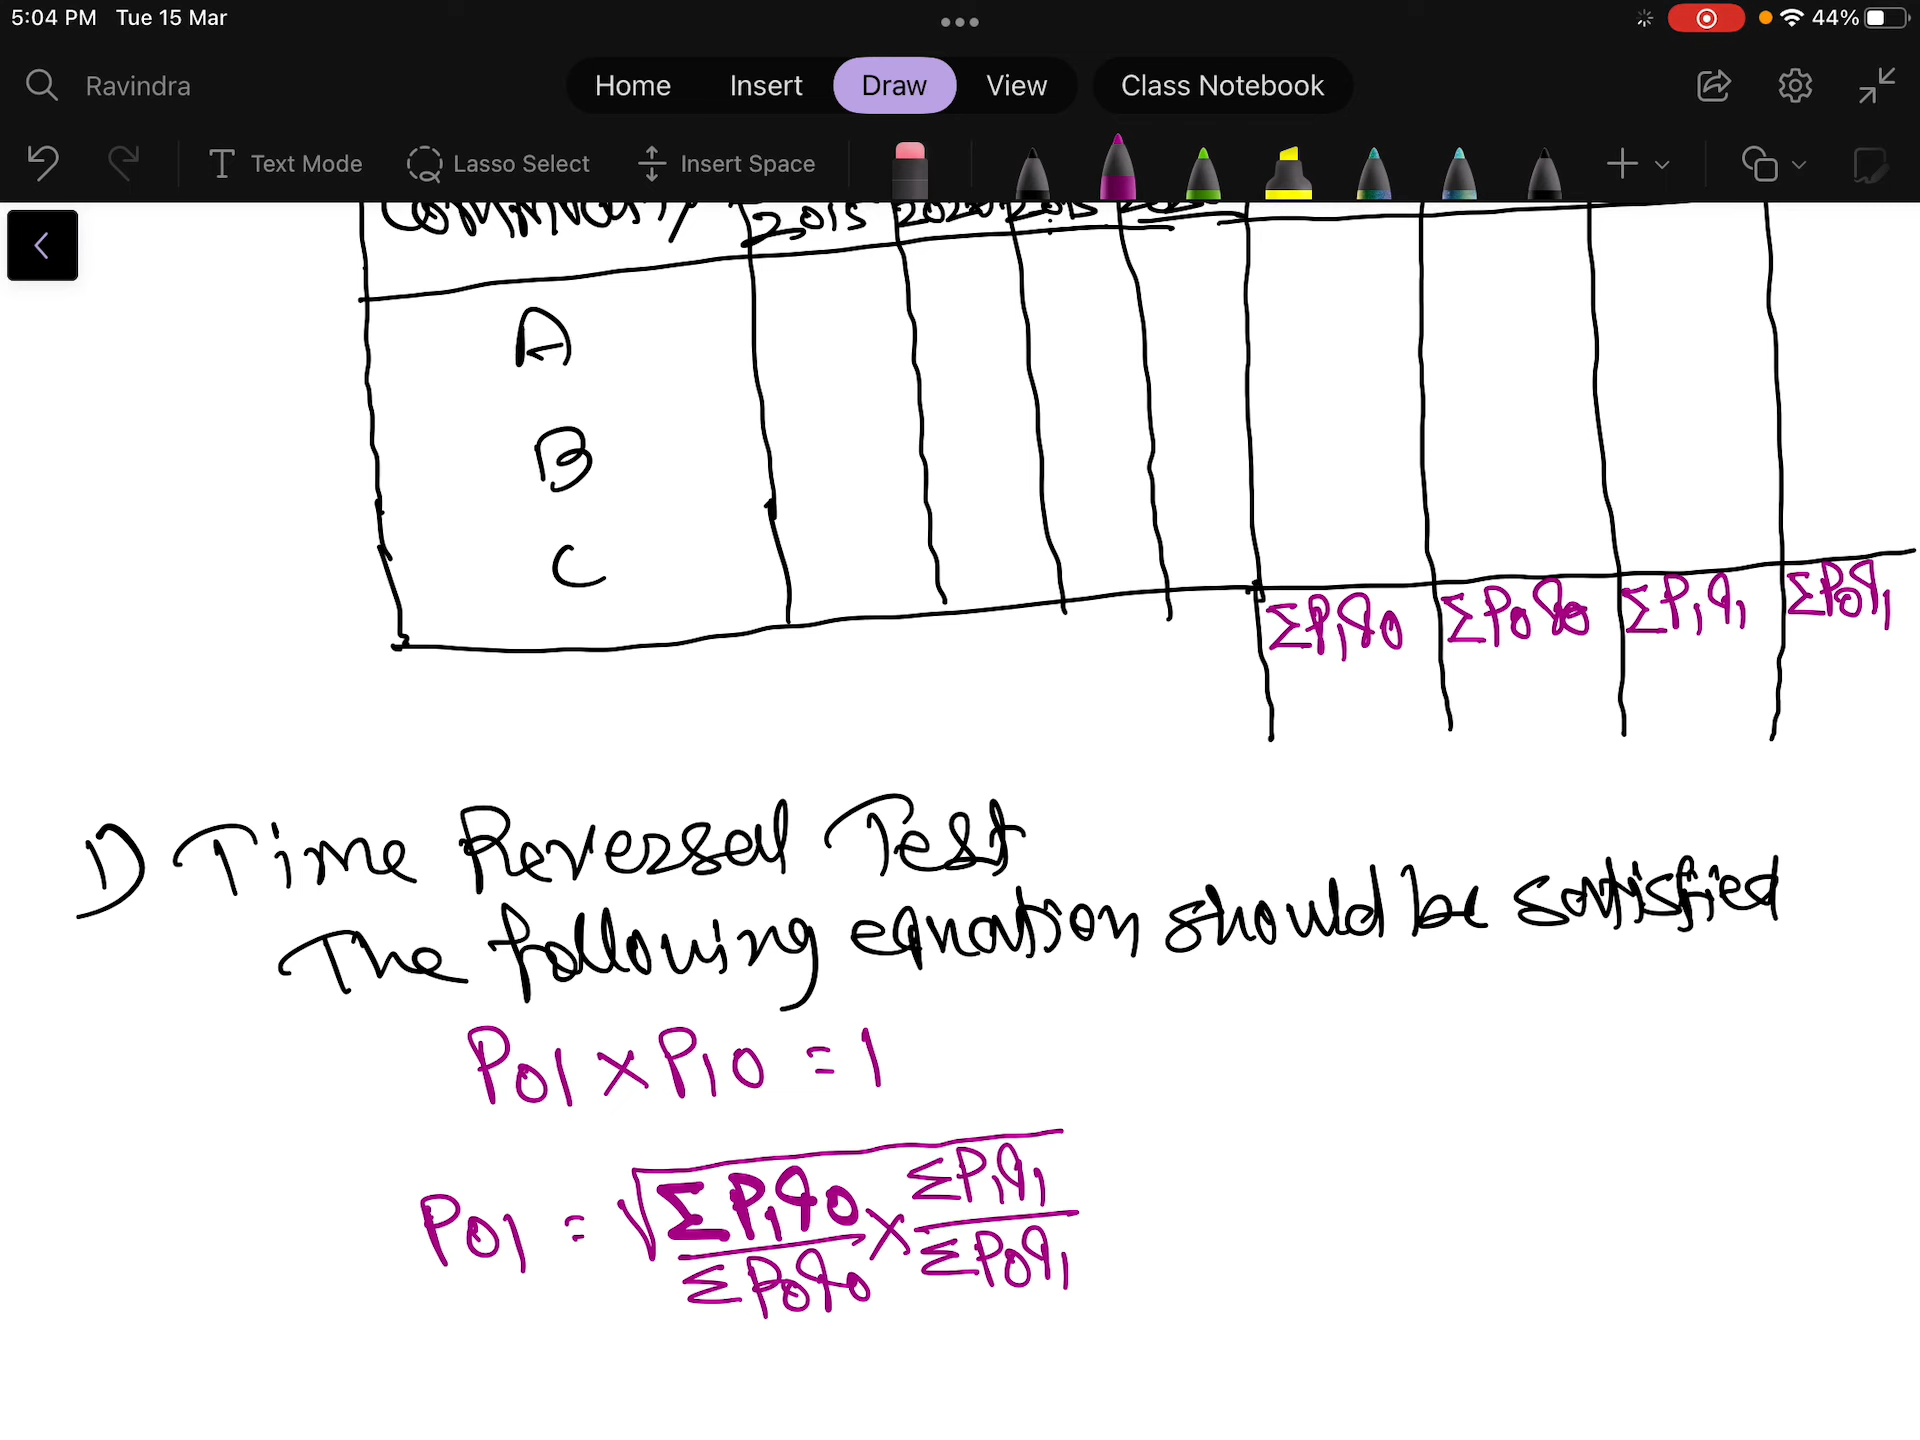 5:04 PM Tue 15 Mar 44%
Ravindra Home Insert Draw View Class Notebook
Text Mode Lasso Select Insert Space
2015 2020 2015
A
B
C
ΣP₁q₀ ΣP₀q₀ ΣP₁q₁ ΣP₀q₁
1) Time Reversal Test
The following equation should be satisfied
P01 × P10 = 1
P01 = √(ΣP₁q₀/ΣP₀q₀ × ΣP₁q₁/ΣP₀q₁)